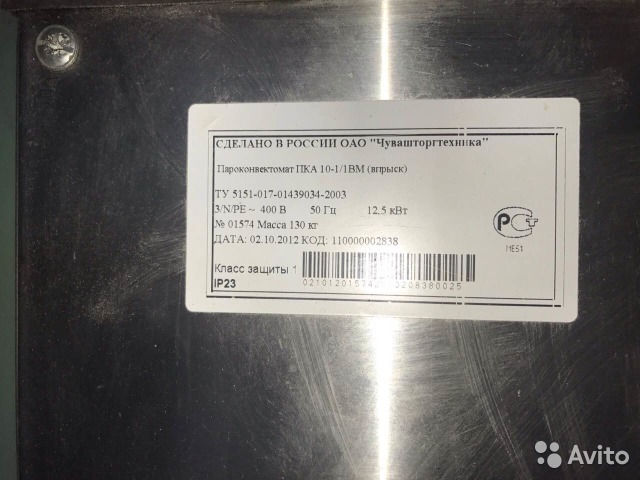 СДЕЛАНО В РОССИИ ОАО "Чувашторгтехника"
Пароконвектомат ПКА 10-1/1ВМ (впрыск)
ТУ 5151-017-01439034-2003
3/N/PE ~ 400 В 50 Гц 12.5 кВт
№ 01574 Масса 130 кг
ДАТА: 02.10.2012 КОД: 110000002838
РСТ
МЕ51
Класс защиты 1
IP23
Avito